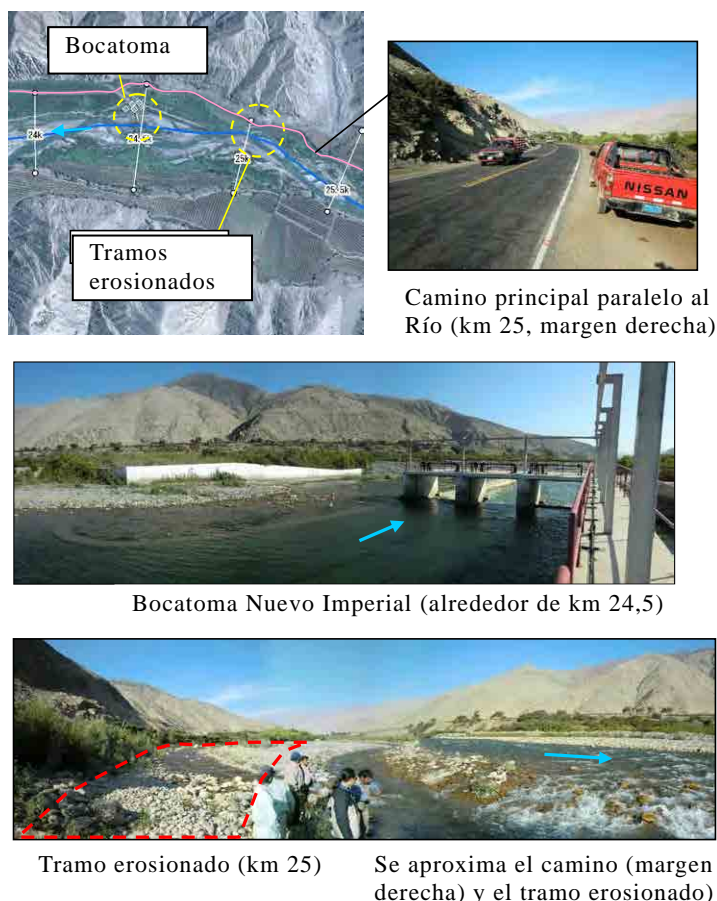 Bocatoma
24k
24,5k
25k
25,5k
Tramos
erosionados
NISSAN
Camino principal paralelo al
Río (km 25, margen derecha)
Bocatoma Nuevo Imperial (alrededor de km 24,5)
Tramo erosionado (km 25)
Se aproxima el camino (margen
derecha) y el tramo erosionado)